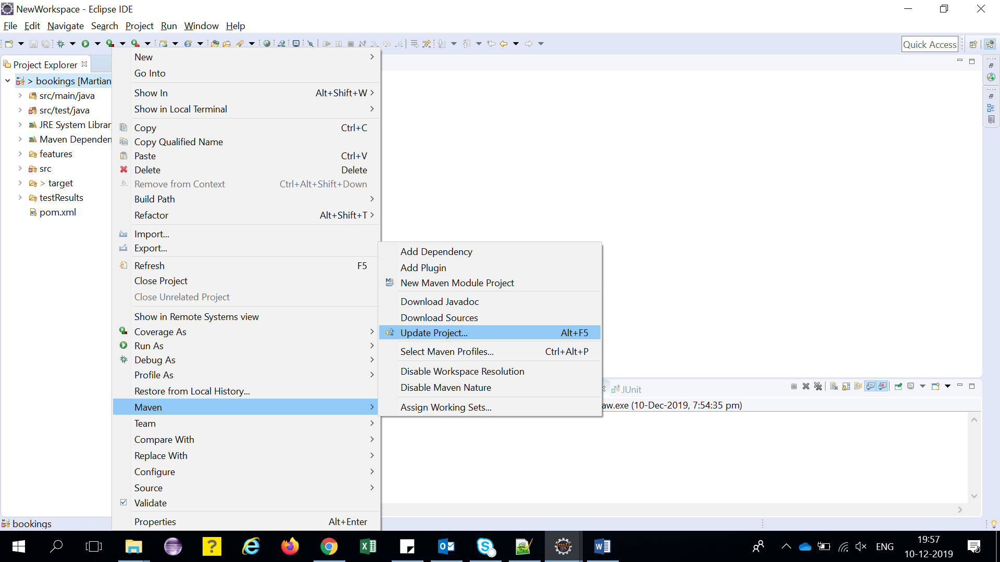 NewWorkspace - Eclipse IDE
File Edit Navigate Search Project Run Window Help
Quick Access
Project Explorer
> bookings [Martian
src/main/java
src/test/java
JRE System Librar
Maven Dependen
features
src
> target
testResults
pom.xml
New
Go Into
Show In Alt+Shift+W
Show in Local Terminal
Copy Ctrl+C
Copy Qualified Name
Paste Ctrl+V
Delete Delete
Remove from Context Ctrl+Alt+Shift+Down
Build Path
Refactor Alt+Shift+T
Import...
Export...
Refresh F5
Close Project
Close Unrelated Project
Show in Remote Systems view
Coverage As
Run As
Debug As
Profile As
Restore from Local History...
Maven
Team
Compare With
Replace With
Configure
Source
Validate
Properties Alt+Enter
Add Dependency
Add Plugin
New Maven Module Project
Download Javadoc
Download Sources
Update Project... Alt+F5
Select Maven Profiles... Ctrl+Alt+P
Disable Workspace Resolution
Disable Maven Nature
Assign Working Sets...
JUnit
aw.exe (10-Dec-2019, 7:54:35 pm)
bookings
ENG
19:57
10-12-2019